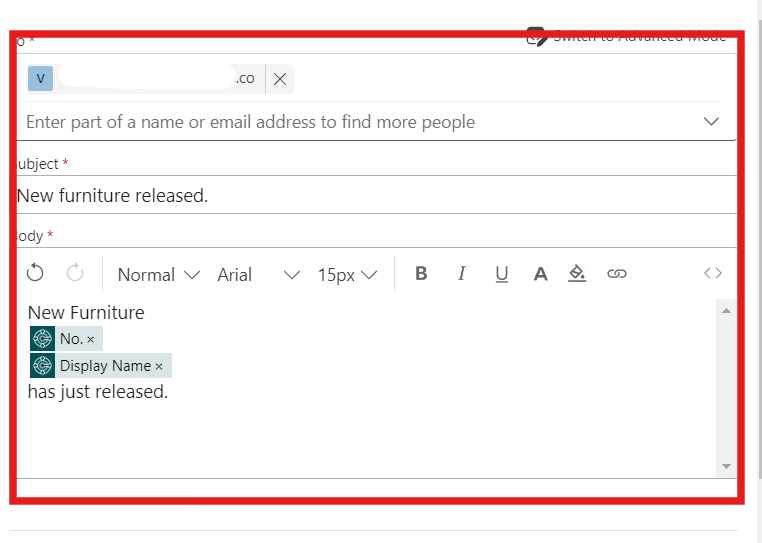 o *
Switch to Advanced Mode
V .co
Enter part of a name or email address to find more people
ubject *
New furniture released.
ody *
Normal Arial 15px B I U A
New Furniture
No. ×
Display Name ×
has just released.